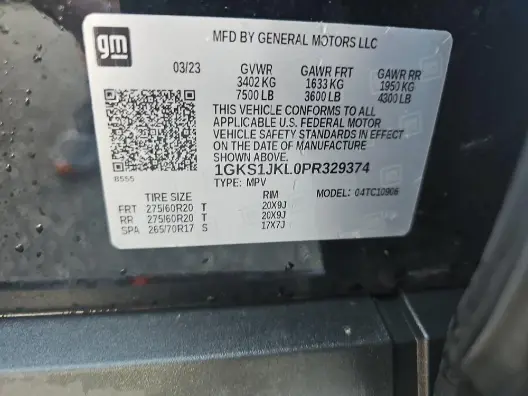 gm
MFD BY GENERAL MOTORS LLC
03/23 GVWR GAWR FRT GAWR RR
3402 KG 1633 KG 1950 KG
7500 LB 3600 LB 4300 LB
THIS VEHICLE CONFORMS TO ALL
APPLICABLE U.S. FEDERAL MOTOR
VEHICLE SAFETY STANDARDS IN EFFECT
ON THE DATE OF MANUFACTURE
SHOWN ABOVE.
1GKS1JKL0PR329374
TYPE: MPV MODEL: 04TC10906
8555
TIRE SIZE RIM
FRT 275/60R20 T 20X9J
RR 275/60R20 T 20X9J
SPA 265/70R17 S 17X7J